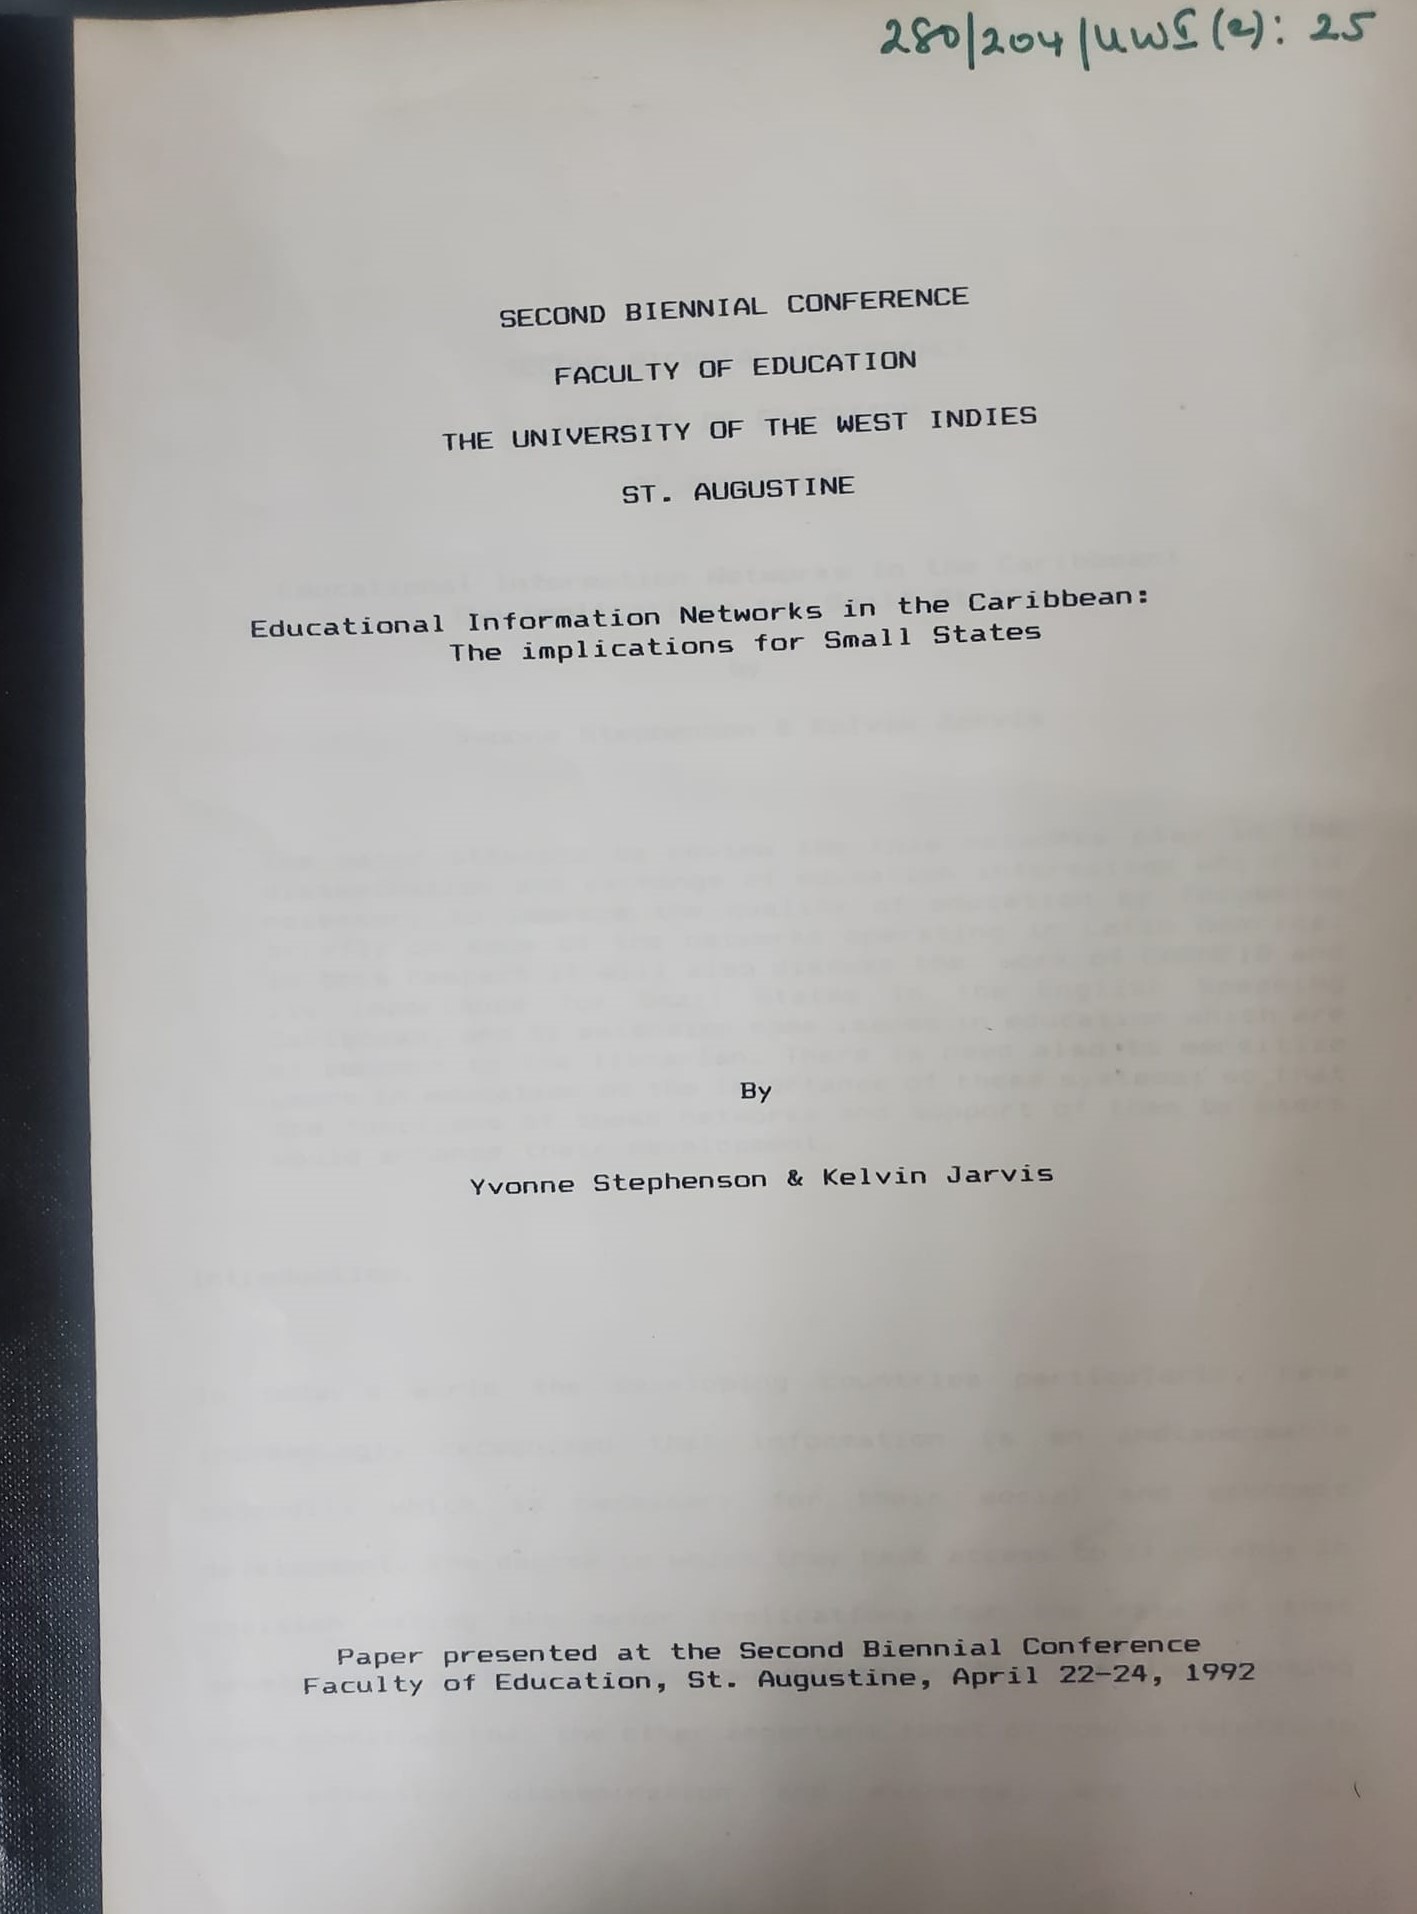 280/204/UWI(2): 25
SECOND BIENNIAL CONFERENCE
FACULTY OF EDUCATION
THE UNIVERSITY OF THE WEST INDIES
ST. AUGUSTINE
Educational Information Networks in the Caribbean:
The implications for Small States
By
Yvonne Stephenson & Kelvin Jarvis
Paper presented at the Second Biennial Conference
Faculty of Education, St. Augustine, April 22-24, 1992